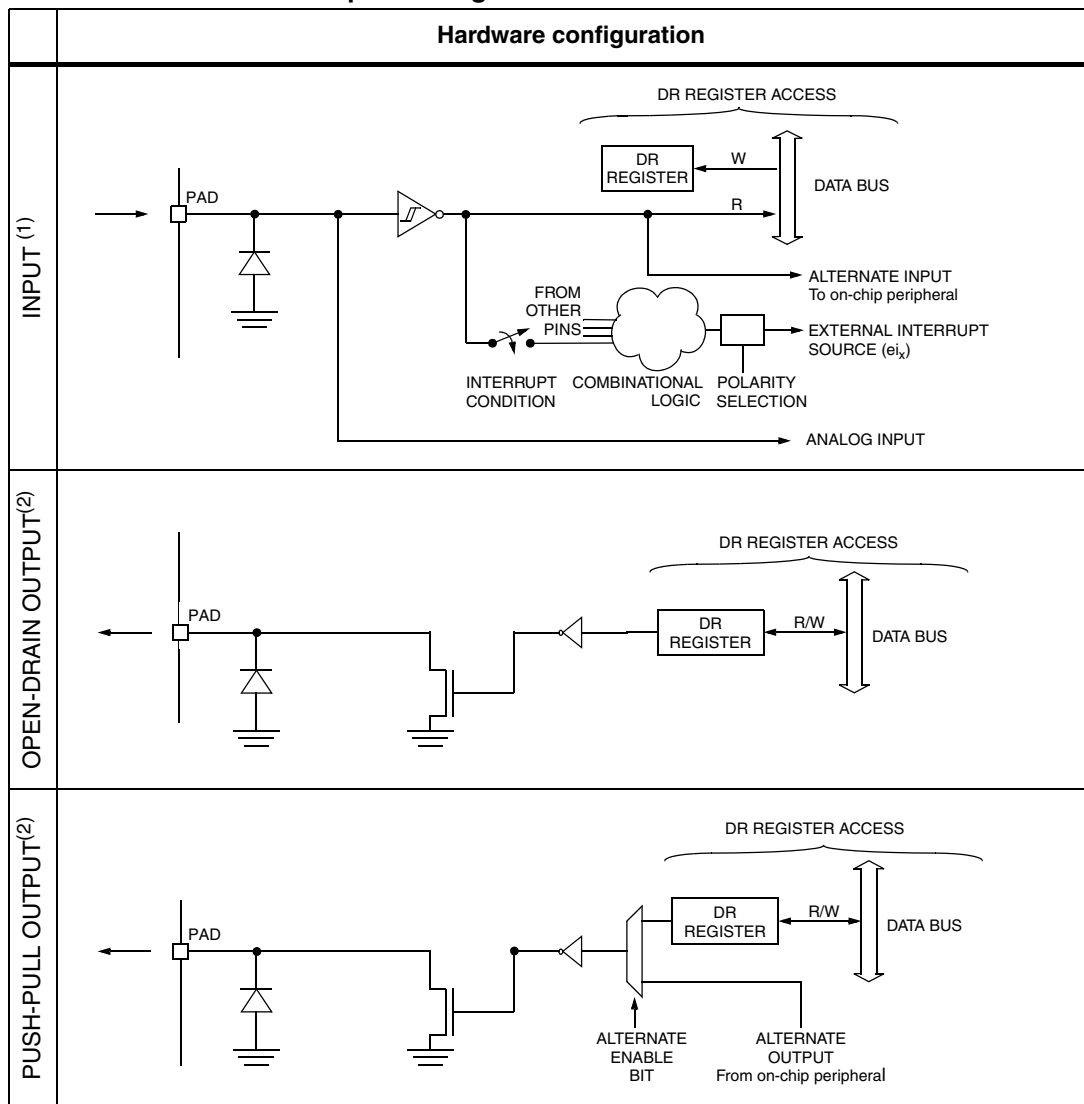 Hardware configuration
INPUT (1)
DR REGISTER ACCESS
DR
REGISTER
W
R
DATA BUS
PAD
ALTERNATE INPUT
To on-chip peripheral
FROM
OTHER
PINS
EXTERNAL INTERRUPT
SOURCE (eix)
INTERRUPT
CONDITION
COMBINATIONAL
LOGIC
POLARITY
SELECTION
ANALOG INPUT
OPEN-DRAIN OUTPUT(2)
DR REGISTER ACCESS
PAD
DR
REGISTER
R/W
DATA BUS
PUSH-PULL OUTPUT(2)
DR REGISTER ACCESS
PAD
DR
REGISTER
R/W
DATA BUS
ALTERNATE
ENABLE
BIT
ALTERNATE
OUTPUT
From on-chip peripheral